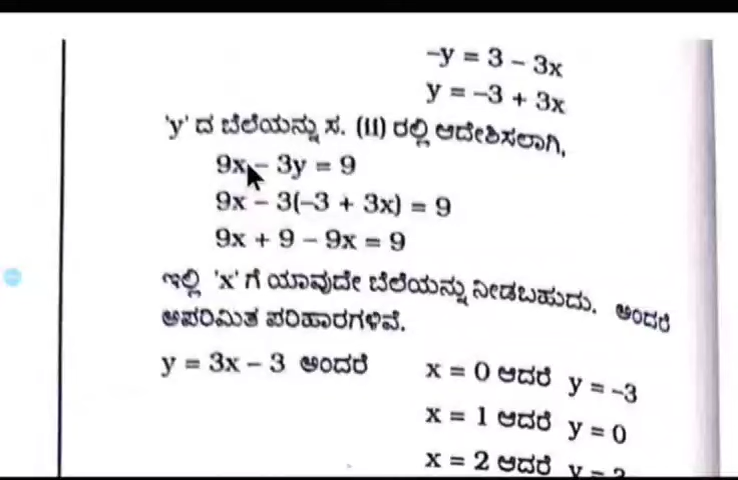 -y = 3 - 3x
y = -3 + 3x
'y' ದ ಬೆಲೆಯನ್ನು ಸ. (II) ರಲ್ಲಿ ಆದೇಶಿಸಲಾಗಿ,
9x - 3y = 9
9x - 3(-3 + 3x) = 9
9x + 9 - 9x = 9
ಇಲ್ಲಿ 'x' ಗೆ ಯಾವುದೇ ಬೆಲೆಯನ್ನು ನೀಡಬಹುದು. ಅಂದರೆ
ಅಪರಿಮಿತ ಪರಿಹಾರಗಳಿವೆ.
y = 3x - 3 ಅಂದರೆ x = 0 ಆದರೆ y = -3
x = 1 ಆದರೆ y = 0
x = 2 ಆದರೆ y =